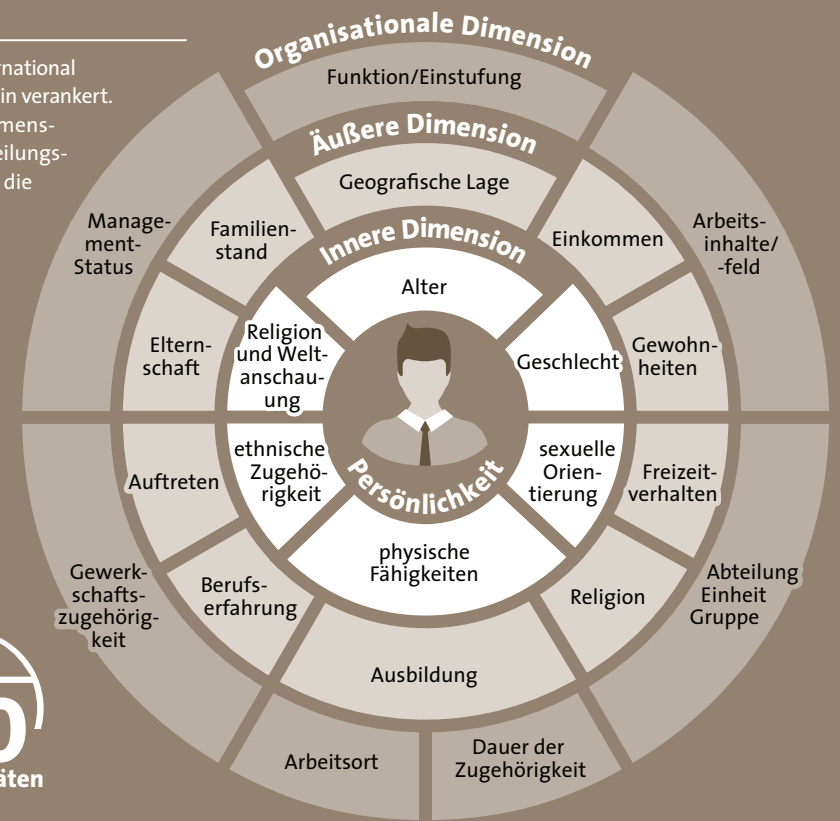 ernational
in verankert.
mens-
eilungs-
die
Organisationale Dimension
Funktion/Einstufung
Äußere Dimension
Geografische Lage
Innere Dimension
Alter
Manage-
ment-
Status
Familien-
stand
Einkommen
Arbeits-
inhalte/
-feld
Eltern-
schaft
Religion
und Welt-
anschau-
ung
Geschlecht
Gewohn-
heiten
Auftreten
ethnische
Zugehö-
rigkeit
Persönlichkeit
sexuelle
Orien-
tierung
Freizeit-
verhalten
physische
Fähigkeiten
Gewerk-
schafts-
zugehörig-
keit
Berufs-
erfahrung
Religion
Abteilung
Einheit
Gruppe
Ausbildung
Arbeitsort
Dauer der
Zugehörigkeit
äten